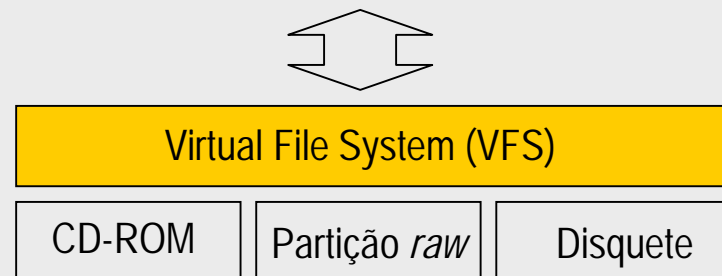 Virtual File System (VFS)
CD-ROM
Partição raw
Disquete